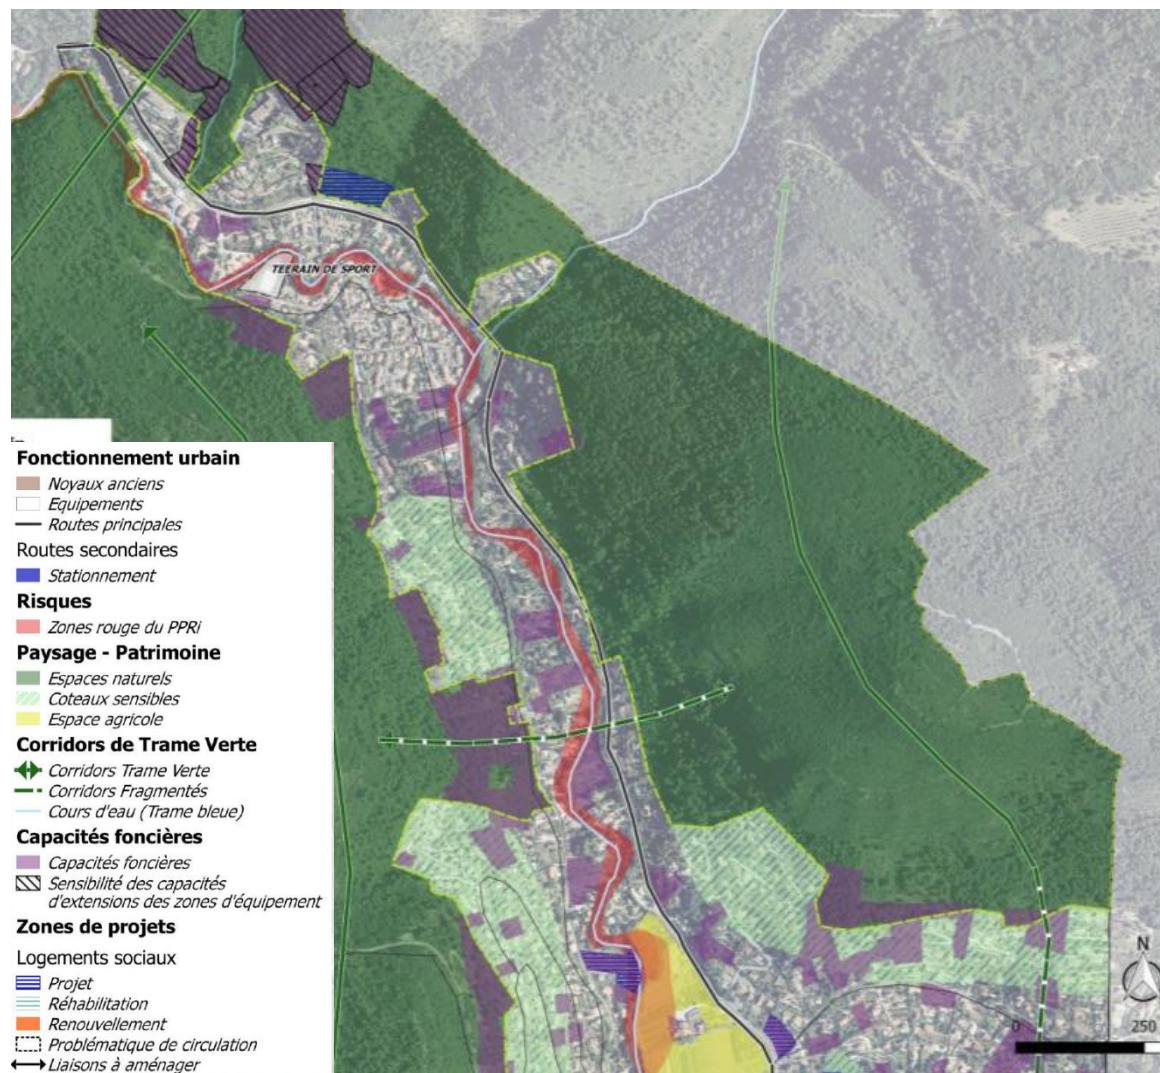 TEERAIN DE SPORT
Fonctionnement urbain
Noyaux anciens
Equipements
Routes principales
Routes secondaires
Stationnement
Risques
Zones rouge du PPRi
Paysage - Patrimoine
Espaces naturels
Coteaux sensibles
Espace agricole
Corridors de Trame Verte
Corridors Trame Verte
Corridors Fragmentés
Cours d'eau (Trame bleue)
Capacités foncières
Capacités foncières
Sensibilité des capacités
d'extensions des zones d'équipement
Zones de projets
Logements sociaux
Projet
Réhabilitation
Renouvellement
Problématique de circulation
Liaisons à aménager
N
0 250